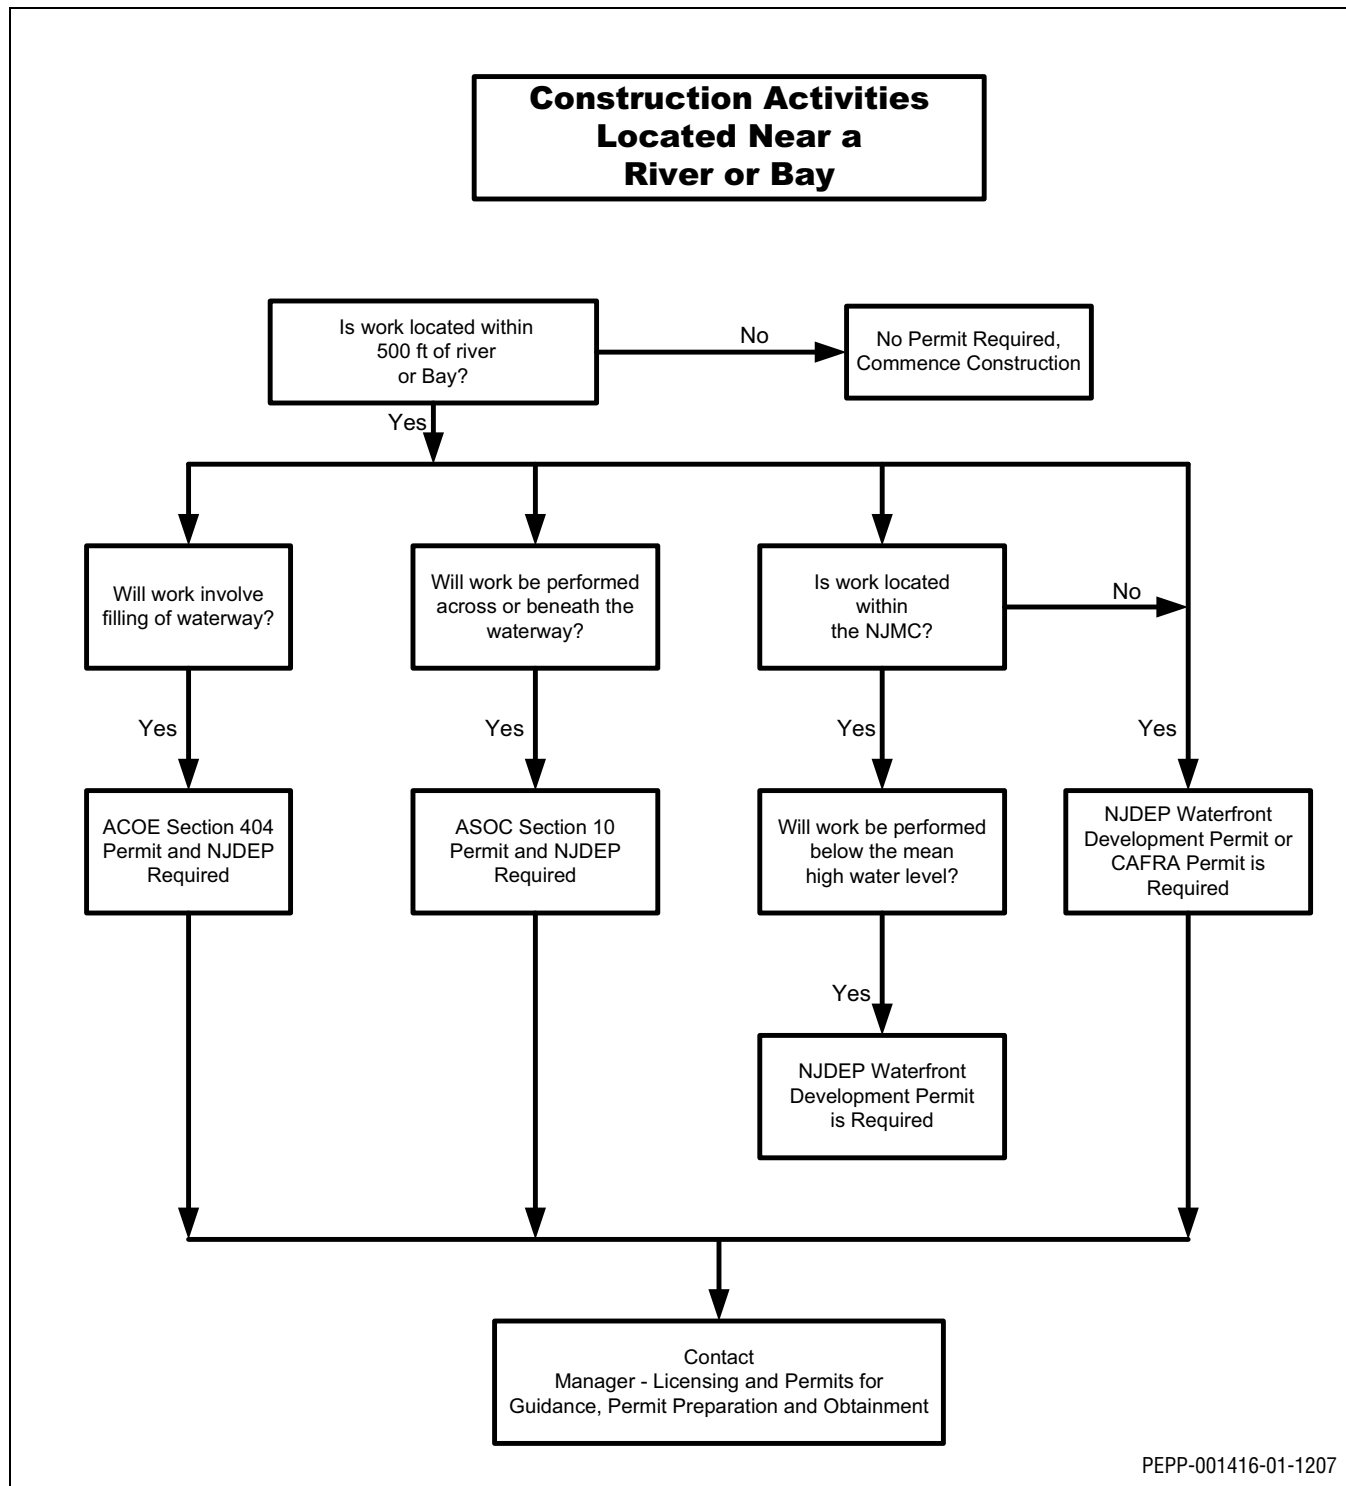 Construction Activities
Located Near a
River or Bay
Is work located within
500 ft of river
or Bay?
No
No Permit Required,
Commence Construction
Yes
Will work involve
filling of waterway?
Will work be performed
across or beneath the
waterway?
Is work located
within
the NJMC?
No
Yes
Yes
Yes
Yes
ACOE Section 404
Permit and NJDEP
Required
ASOC Section 10
Permit and NJDEP
Required
Will work be performed
below the mean
high water level?
NJDEP Waterfront
Development Permit or
CAFRA Permit is
Required
Yes
NJDEP Waterfront
Development Permit
is Required
Contact
Manager - Licensing and Permits for
Guidance, Permit Preparation and Obtainment
PEPP-001416-01-1207